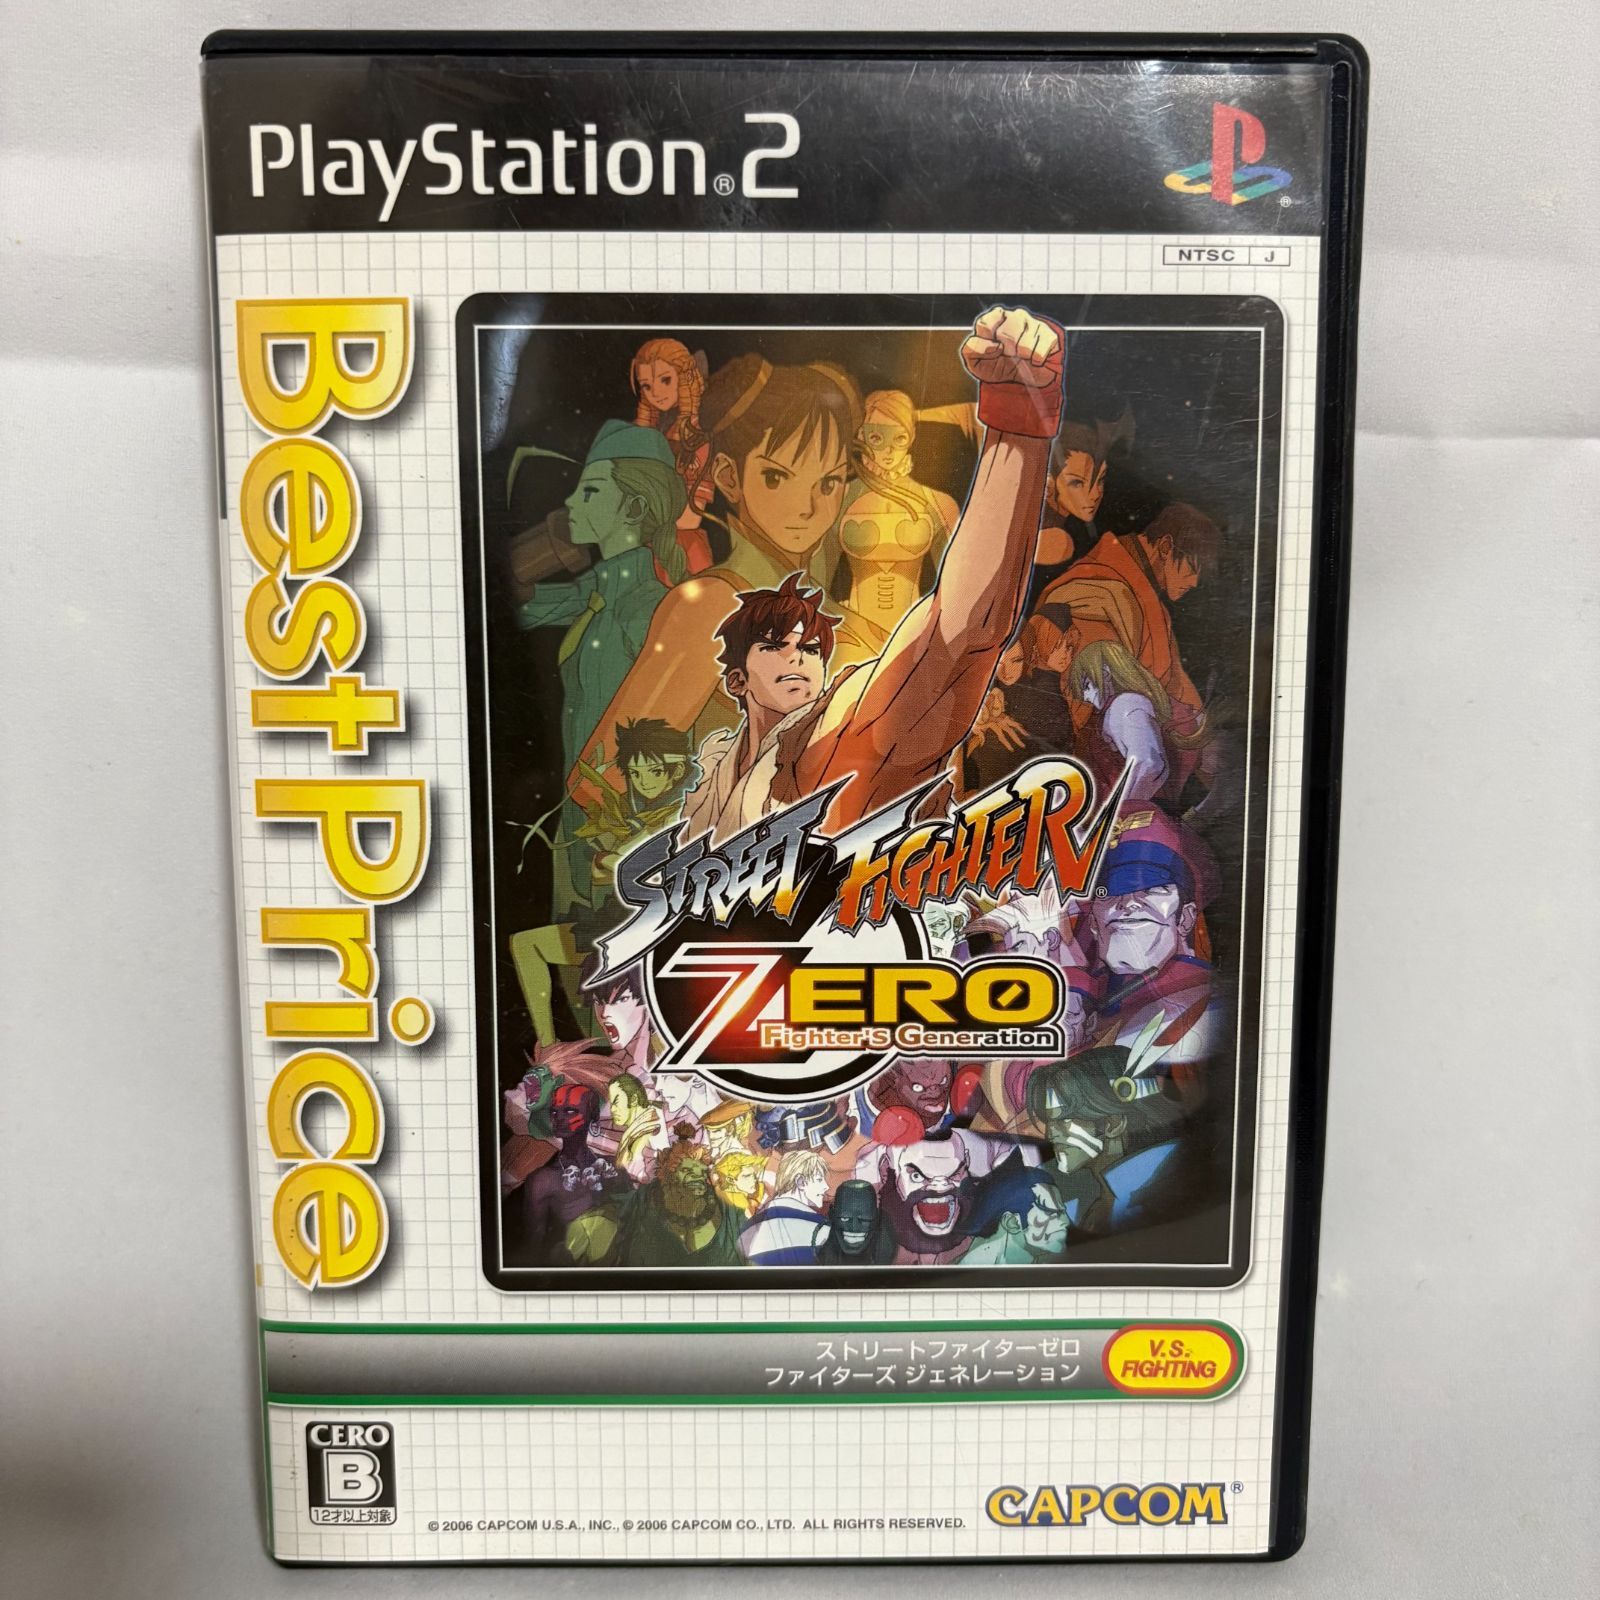 PlayStation®2
NTSC J
Best Price
STREET FIGHTER®
ZERO
Fighter's Generation
ストリートファイターゼロ
ファイターズ ジェネレーション
V.S.
FIGHTING
CERO
B
12才以上対象
© 2006 CAPCOM U.S.A., INC., © 2006 CAPCOM CO., LTD. ALL RIGHTS RESERVED.
CAPCOM®